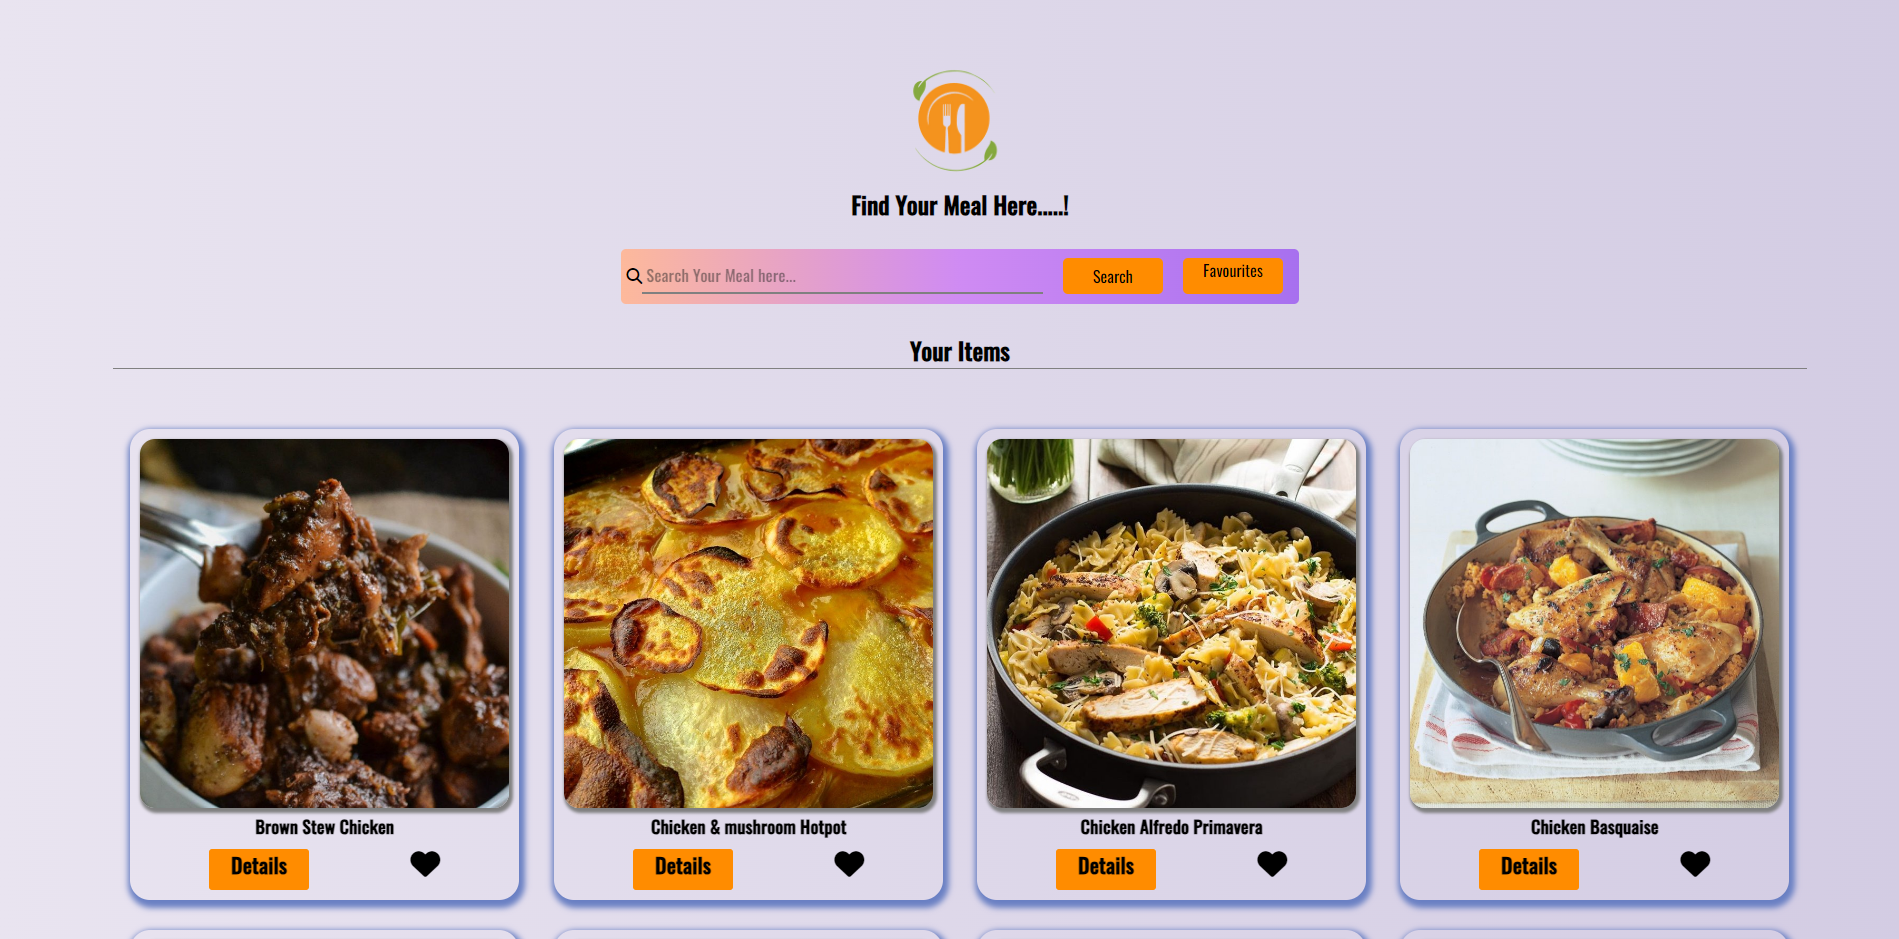 Find Your Meal Here.....!
Search Your Meal here...
Search
Favourites
Your Items
Brown Stew Chicken
Chicken & mushroom Hotpot
Chicken Alfredo Primavera
Chicken Basquaise
Details
Details
Details
Details